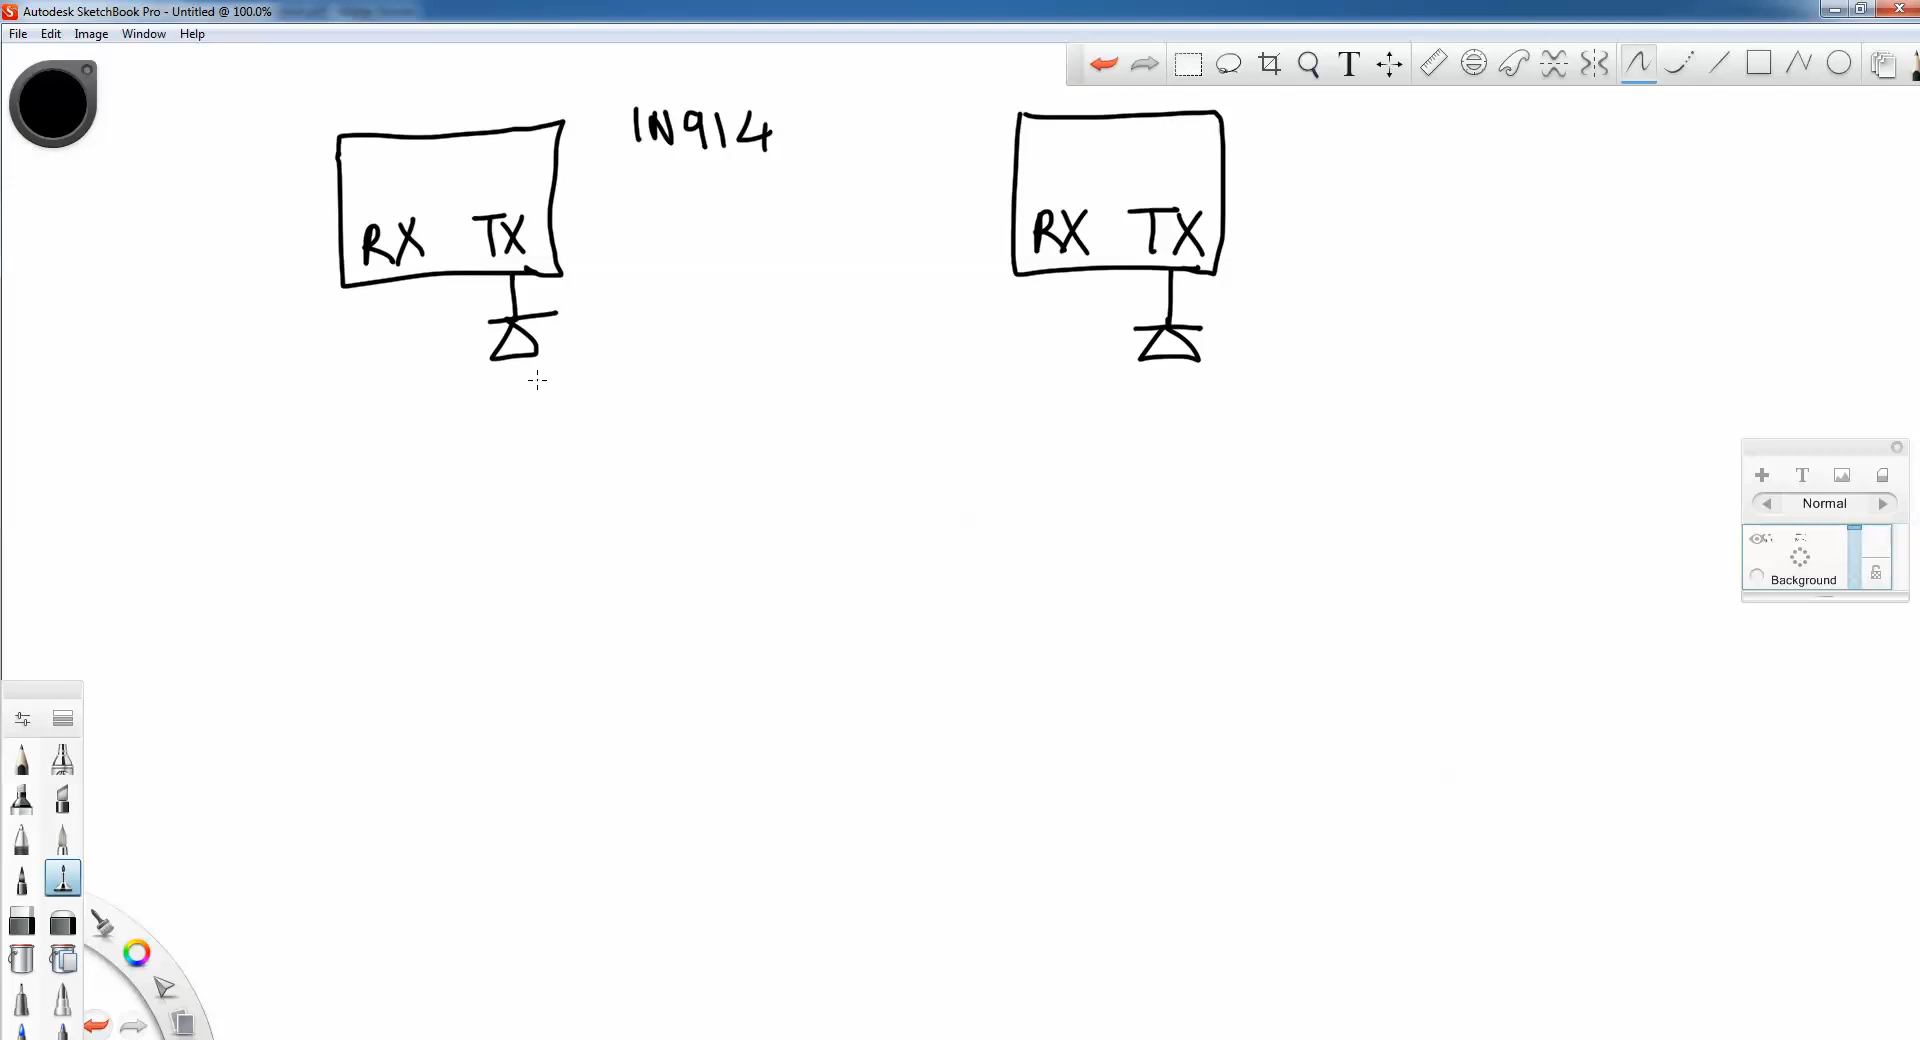 Autodesk SketchBook Pro - Untitled @ 100.0%
File Edit Image Window Help
T
1N914
RX TX
RX TX
T
Normal
Background